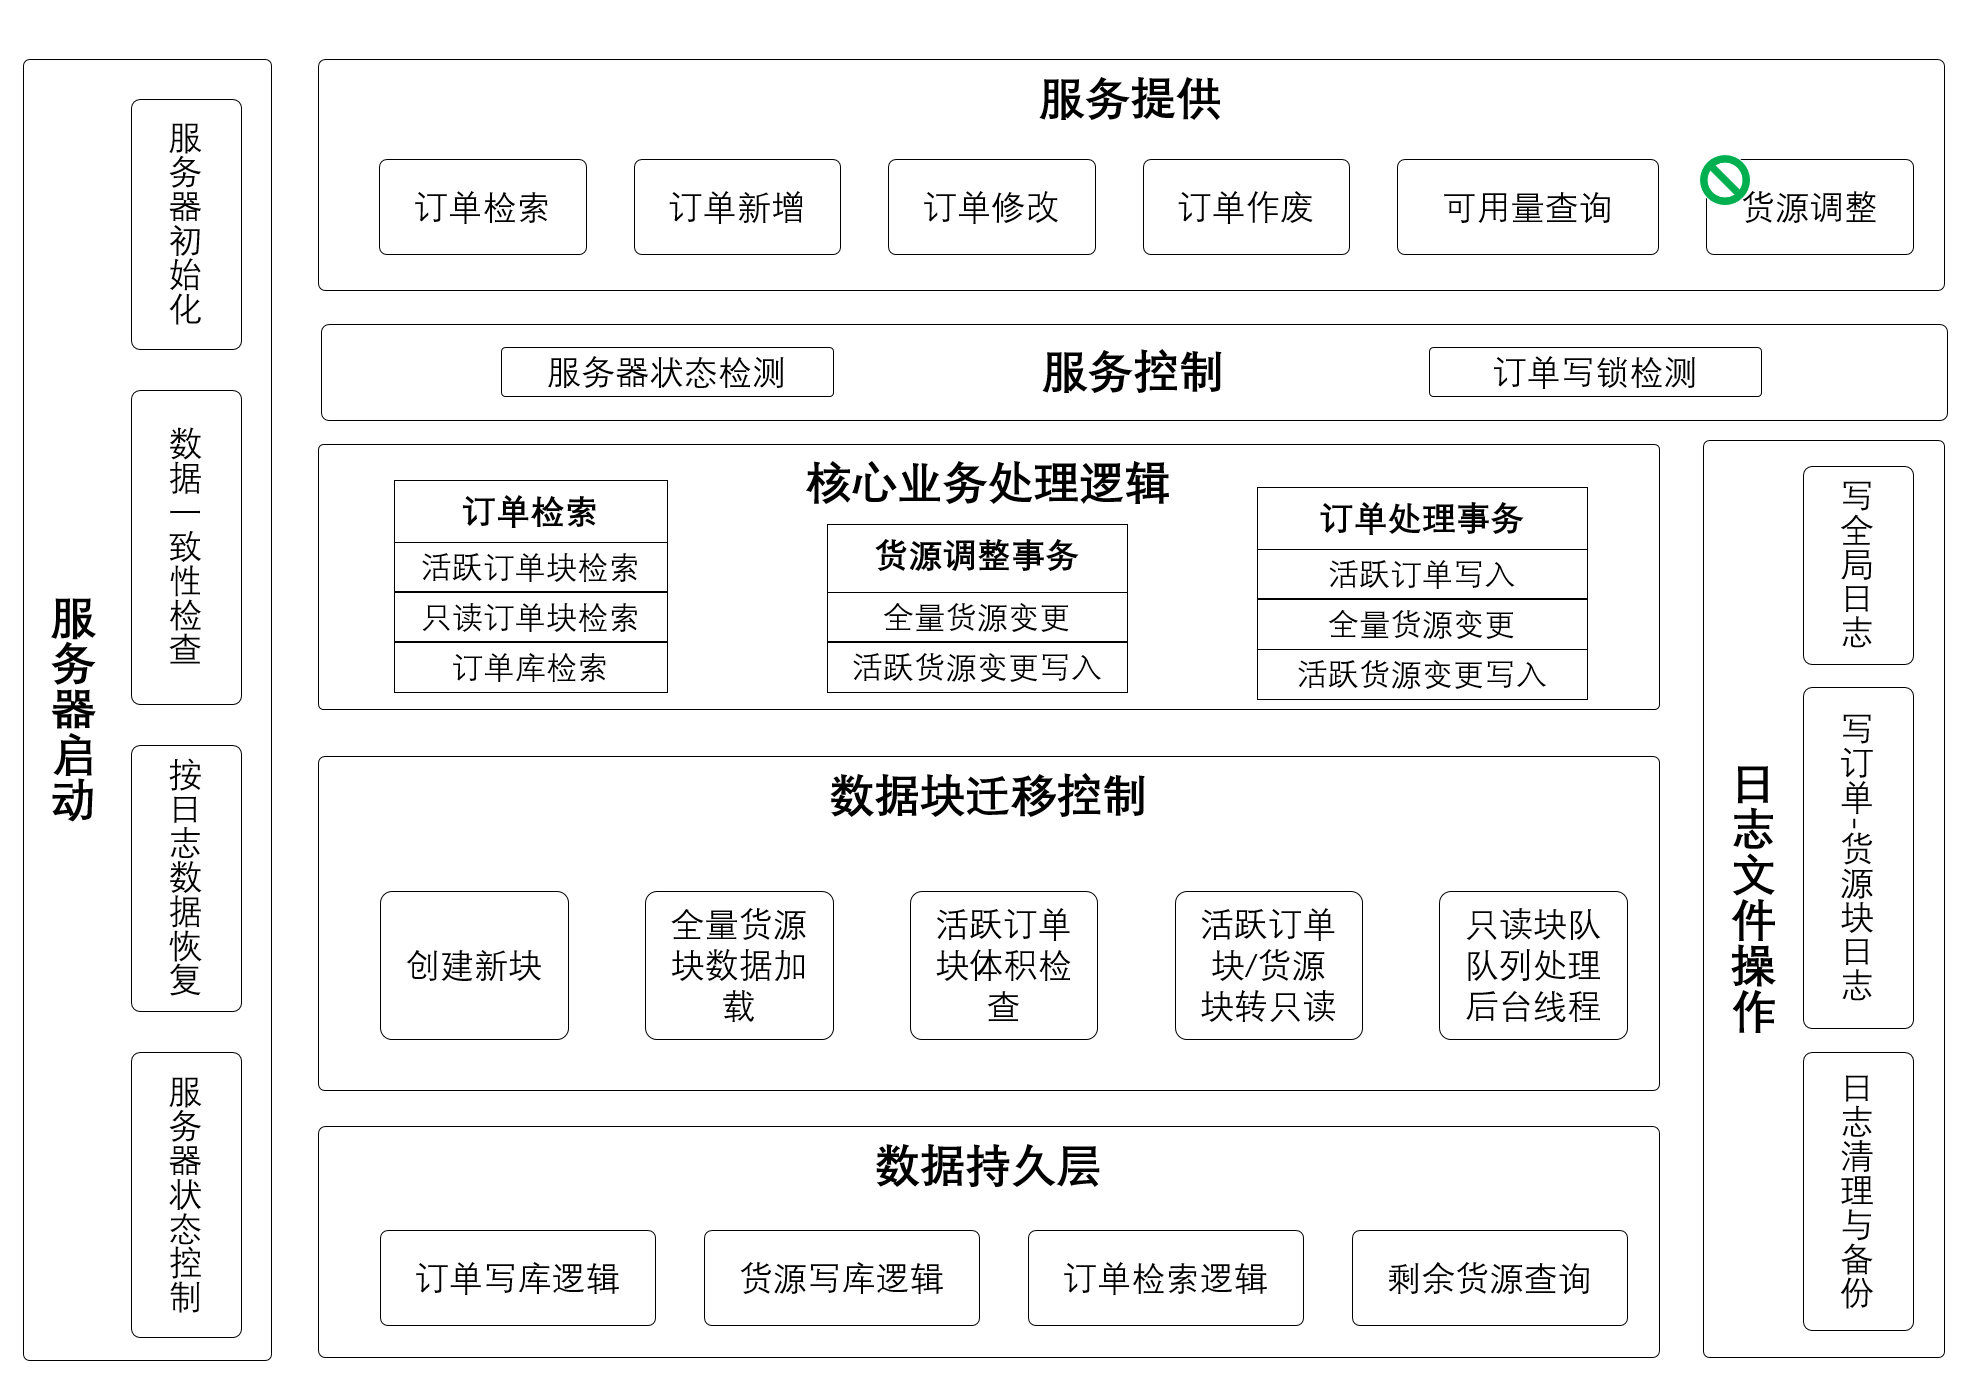 服务器启动
服务器初始化
数据一致性检查
按日志数据恢复
服务器状态控制
服务提供
订单检索
订单新增
订单修改
订单作废
可用量查询
货源调整
服务控制
服务器状态检测
订单写锁检测
核心业务处理逻辑
订单检索
活跃订单块检索
只读订单块检索
订单库检索
货源调整事务
全量货源变更
活跃货源变更写入
订单处理事务
活跃订单写入
全量货源变更
活跃货源变更写入
数据块迁移控制
创建新块
全量货源
块数据加
载
活跃订单
块体积检
查
活跃订单
块/货源
块转只读
只读块队
队列处理
后台线程
数据持久层
订单写库逻辑
货源写库逻辑
订单检索逻辑
剩余货源查询
日志文件操作
写全局日志
写订单-货源块日志
日志清理与备份